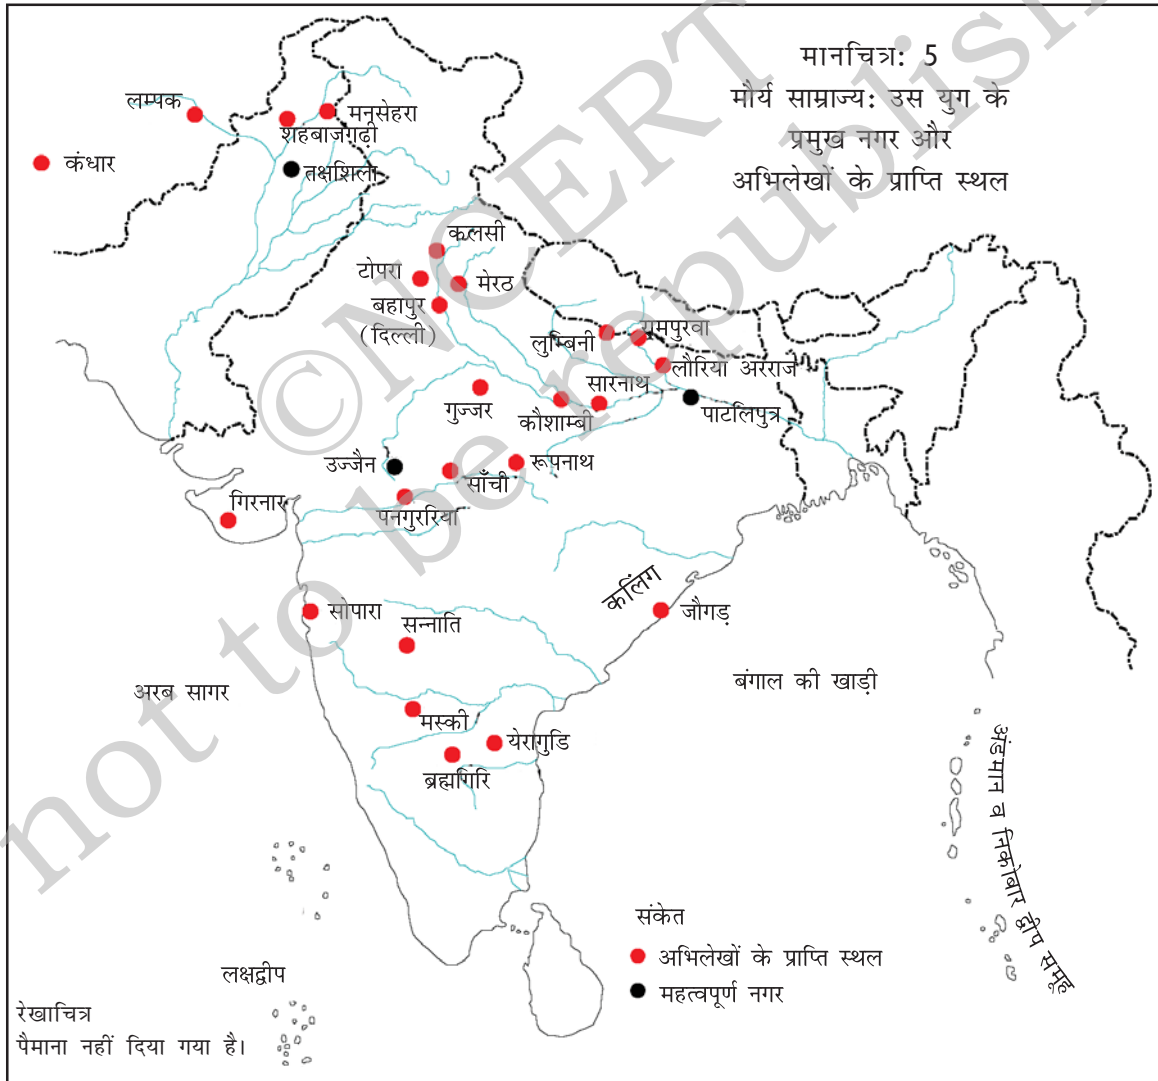 मानचित्र: 5
मौर्य साम्राज्य: उस युग के
प्रमुख नगर और
अभिलेखों के प्राप्ति स्थल
लम्पक
मनसेहरा
शहबाजगढ़ी
कंधार
तक्षशिला
कलसी
टोपरा
मेरठ
बहापुर
(दिल्ली)
लुम्बिनी
रामपुरवा
लौरिया अरराज
सारनाथ
गुज्जर
कौशाम्बी
पाटलिपुत्र
उज्जैन
रूपनाथ
साँची
गिरनार
पनगुररिया
कलिंग
सोपारा
जौगड़
सन्नाति
अरब सागर
बंगाल की खाड़ी
मस्की
येरागुडि
ब्रह्मगिरि
अंडमान व निकोबार द्वीप समूह
संकेत
अभिलेखों के प्राप्ति स्थल
महत्वपूर्ण नगर
लक्षद्वीप
रेखाचित्र
पैमाना नहीं दिया गया है।
©NCERT
not to be republish